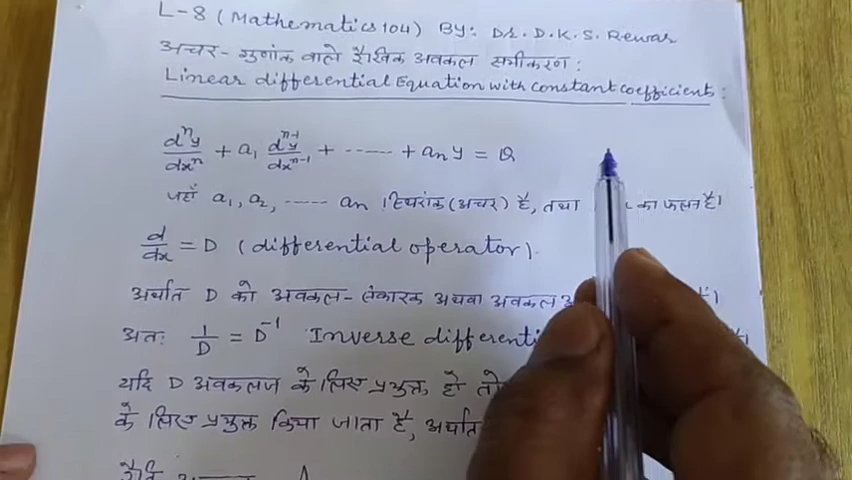 L-8 (Mathematics 104) BY: Dr. D. K. S. Rewar
अचर-गुणांक वाले रैखिक अवकल समीकरण:
Linear differential Equation with constant coefficients:
dⁿy/dxⁿ + a₁ dⁿ⁻¹y/dxⁿ⁻¹ + ------ + aₙy = Q
जहाँ a₁, a₂, ------ aₙ स्थिरांक (अचर) है, तथा का फलन है।
d/dx = D (differential operator)
अर्थात D को अवकल-संकारक अथवा अवकल
अतः 1/D = D⁻¹ Inverse differenti
यदि D अवकलज के लिए प्रयुक्त हो तो
के लिए प्रयुक्त किया जाता है, अर्थात